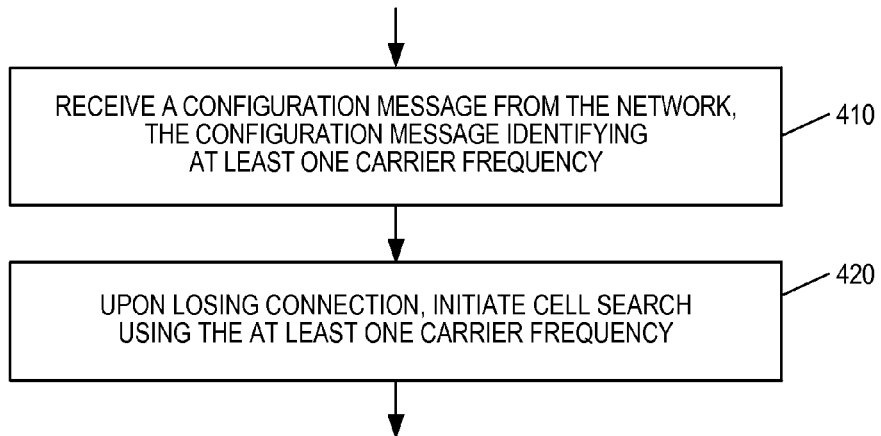 RECEIVE A CONFIGURATION MESSAGE FROM THE NETWORK,
THE CONFIGURATION MESSAGE IDENTIFYING
AT LEAST ONE CARRIER FREQUENCY
410
UPON LOSING CONNECTION, INITIATE CELL SEARCH
USING THE AT LEAST ONE CARRIER FREQUENCY
420